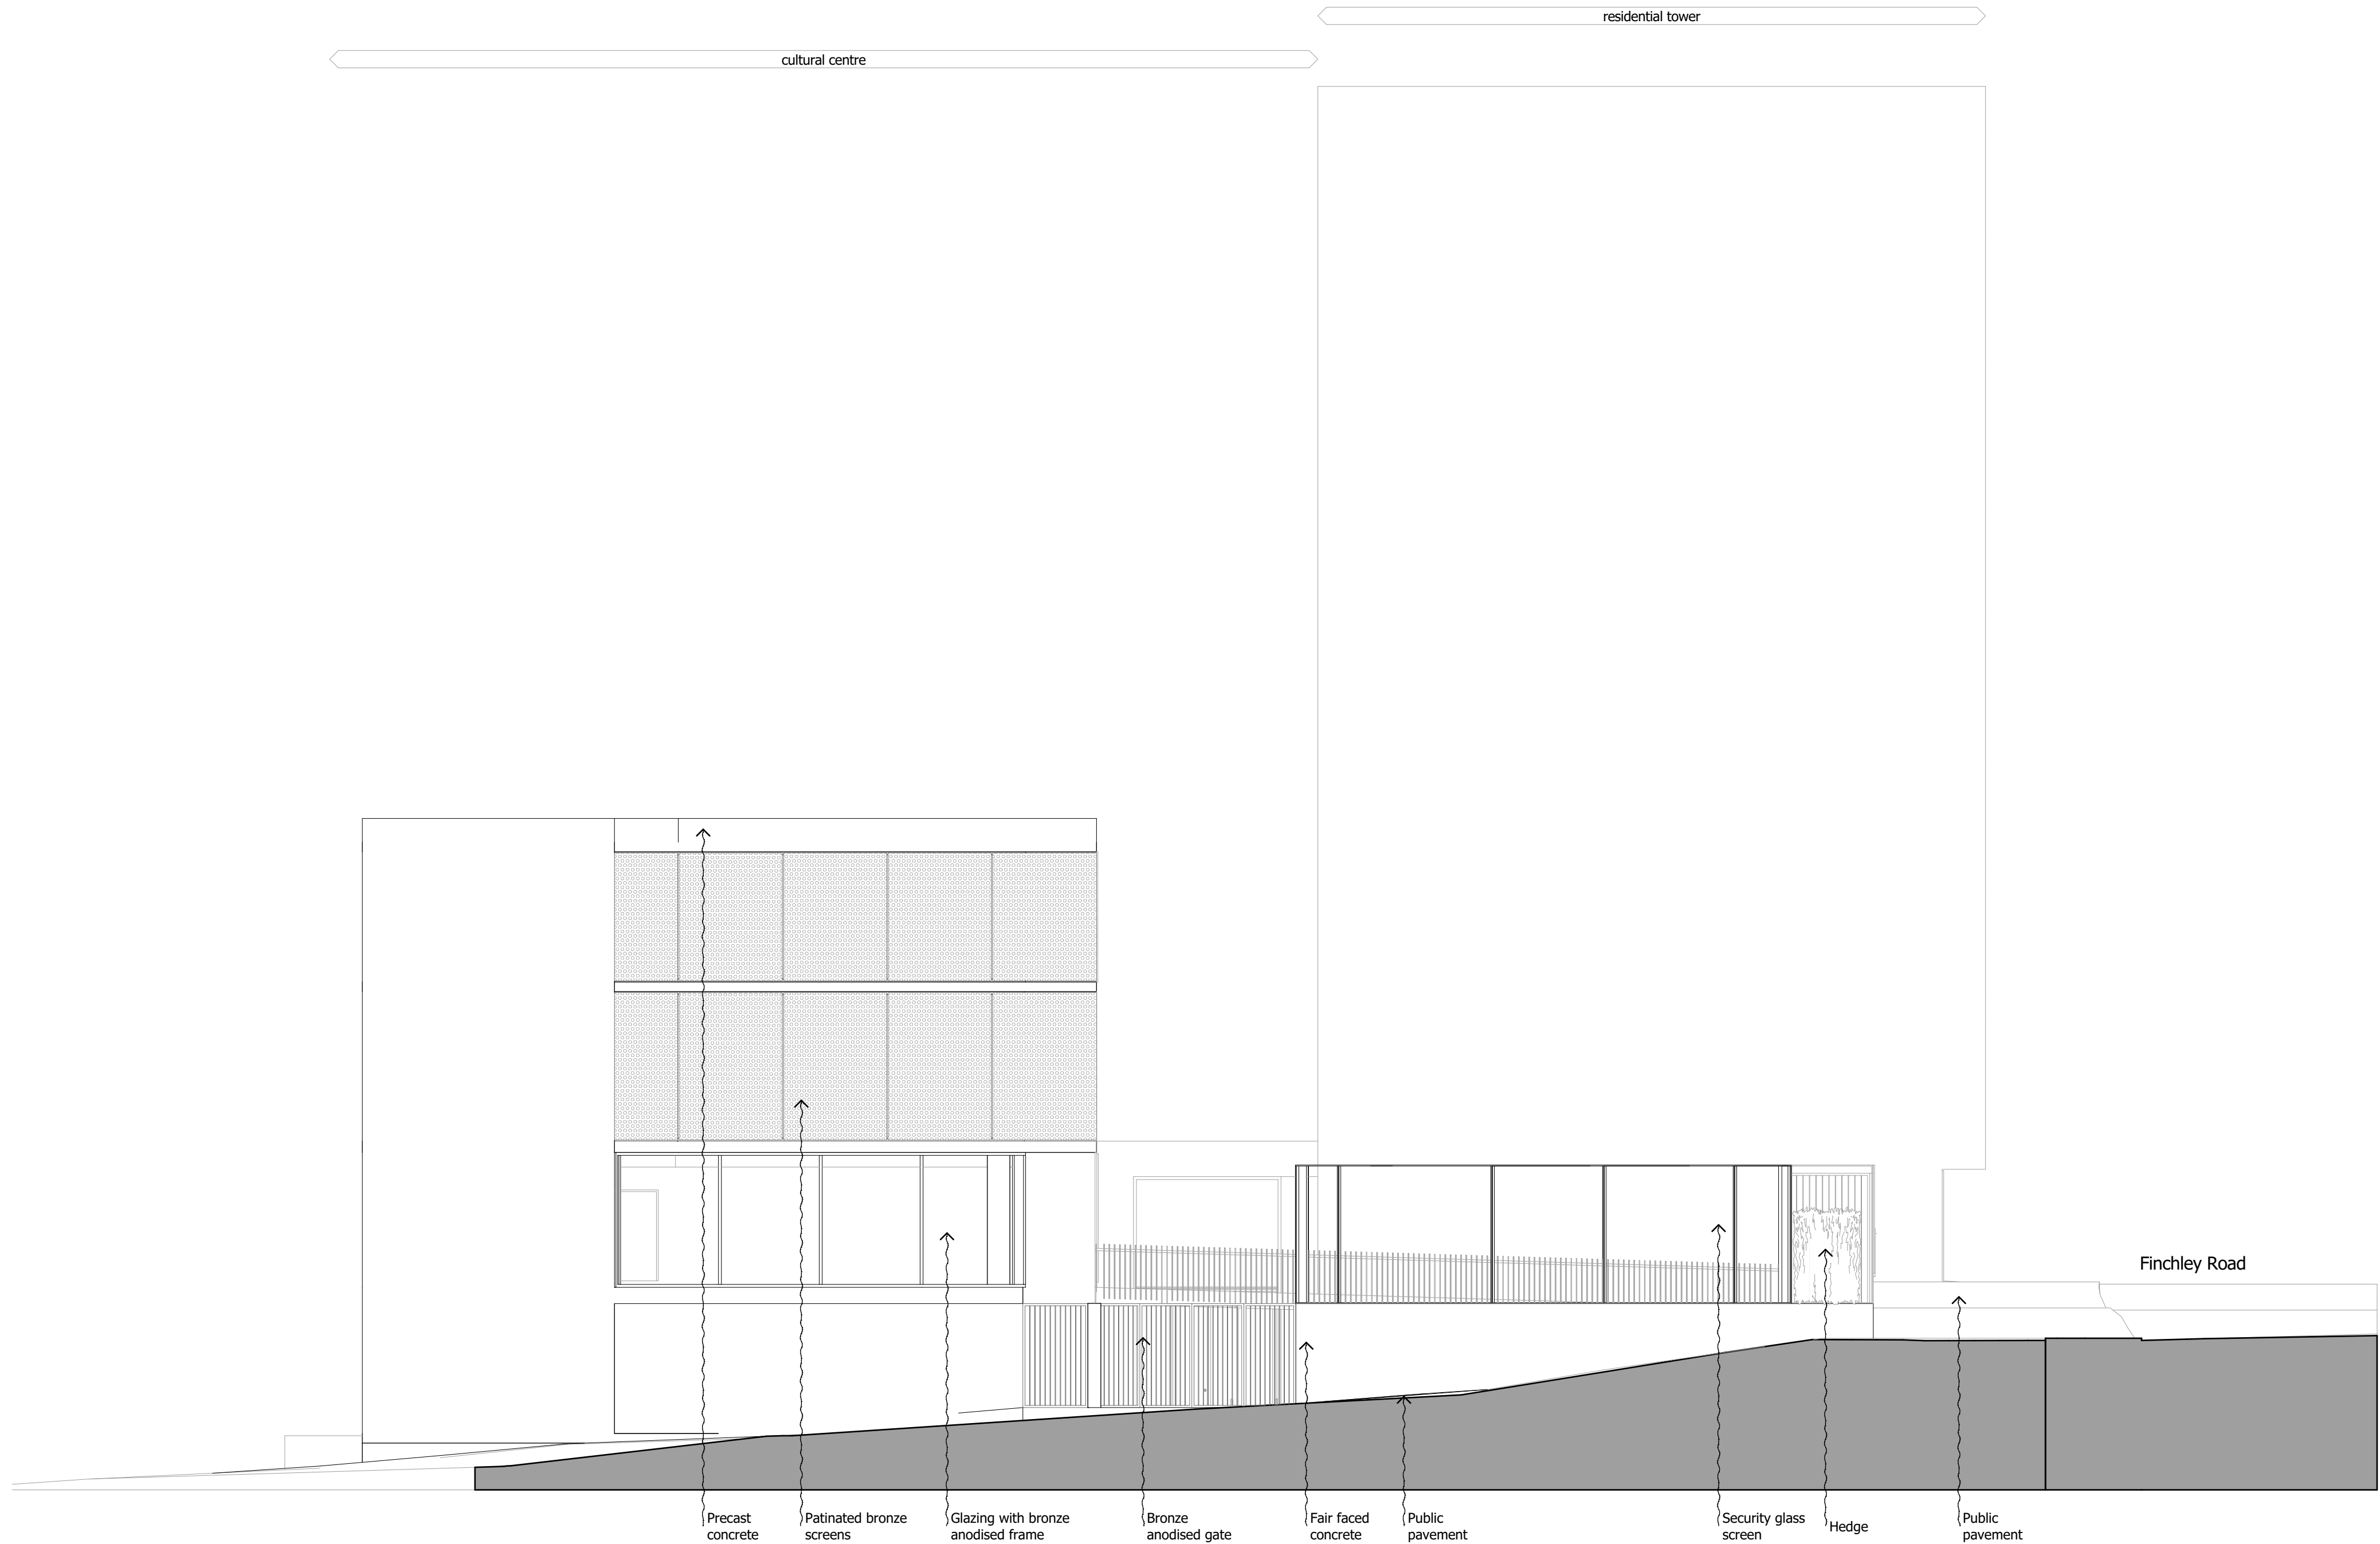 residential tower
cultural centre
Finchley Road
Precast
concrete
Patinated bronze
screens
Glazing with bronze
anodised frame
Bronze
anodised gate
Fair faced
concrete
Public
pavement
Security glass
screen
Hedge
Public
pavement